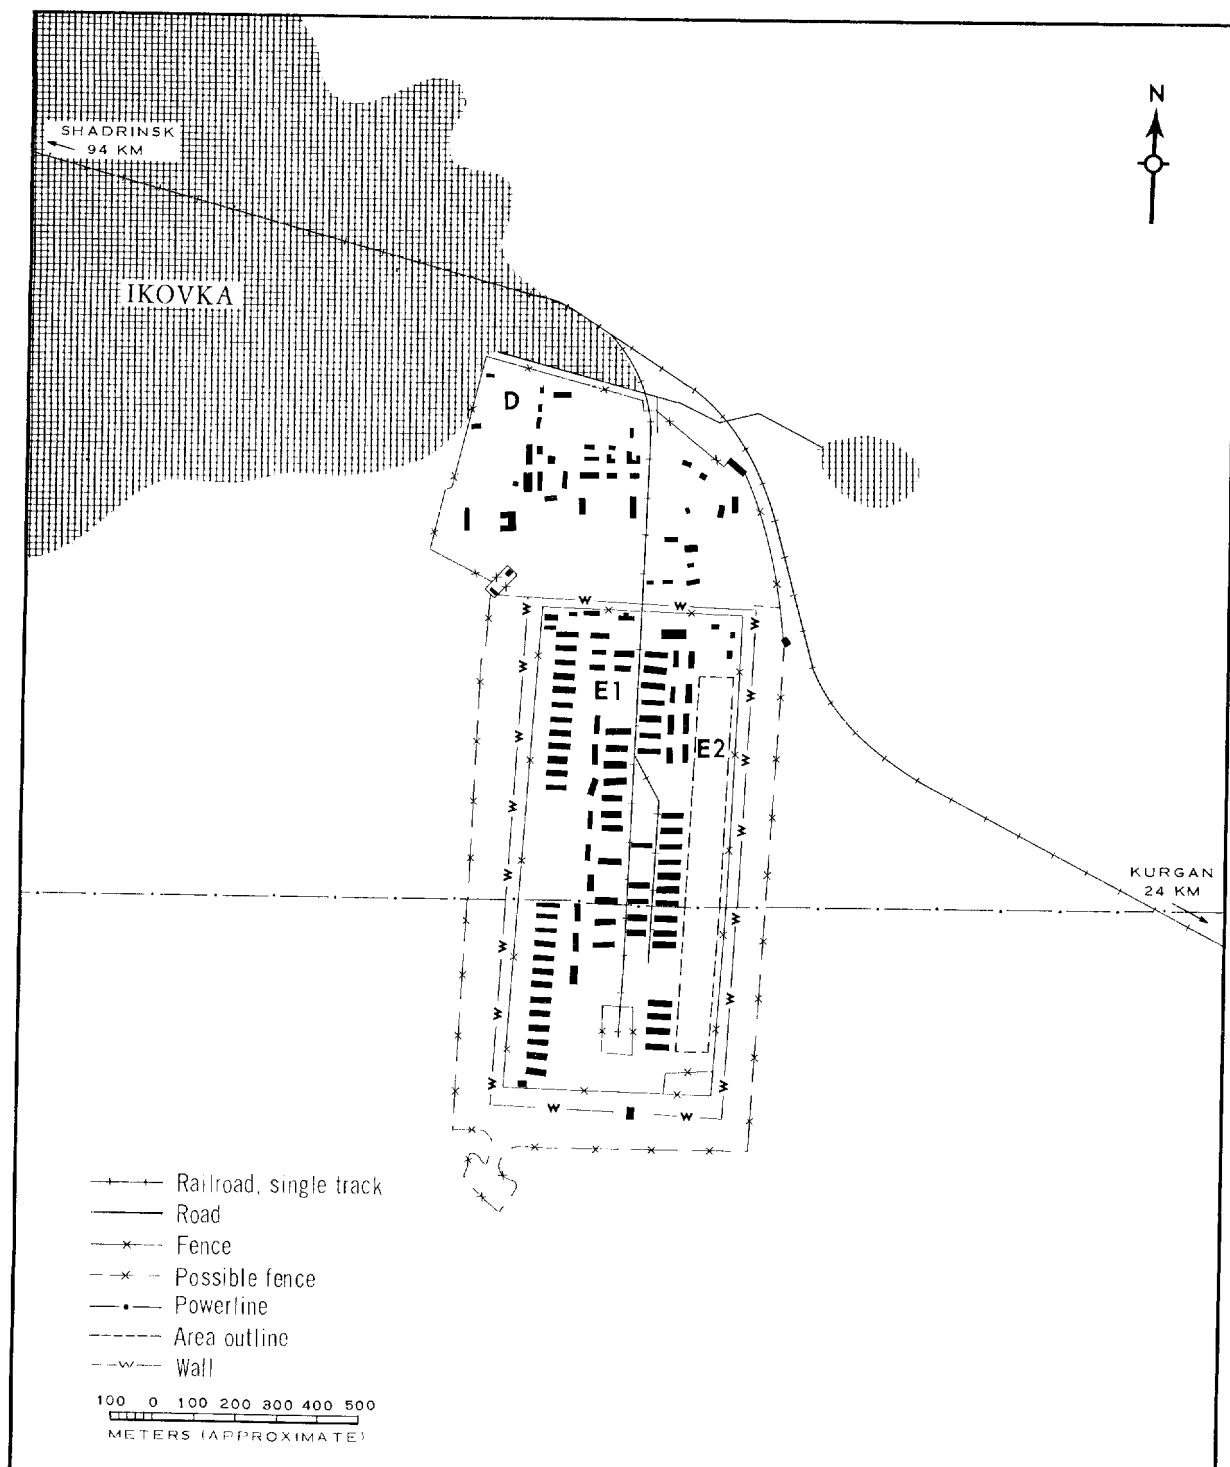 N
SHADRINSK
94 KM
IKOVKA
D
W W
W W
W W
E1
W
E2
W W
W W
KURGAN
24 KM
W
W
W W
W W
W W
Railroad, single track
Road
Fence
Possible fence
Powerline
Area outline
W Wall
100 0 100 200 300 400 500
METERS (APPROXIMATE)